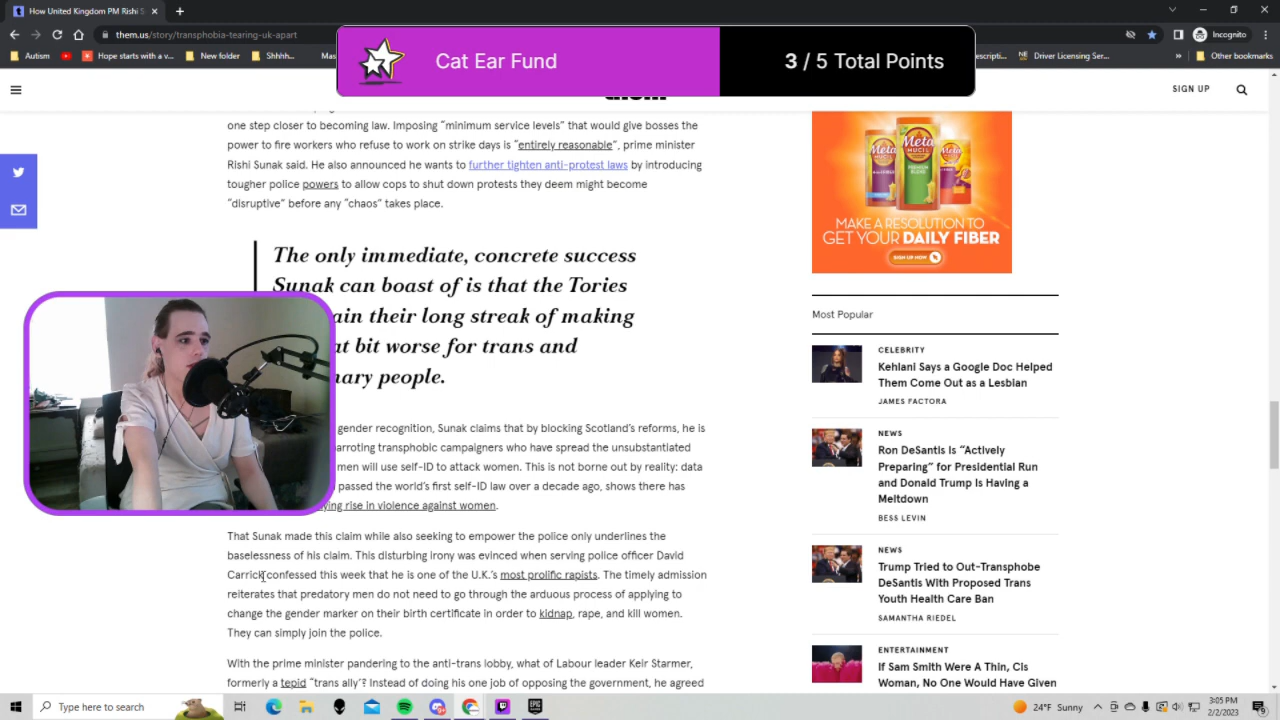 them.us/story/transphobia-tearing-uk-apart
Incognito
Autism
Hope starts with e...
New folder
Shhhh...
Driver Licensing -...
Other bookmarks
Cat Ear Fund
3 / 5 Total Points
SIGN UP
one step closer to becoming law. Imposing “minimum service levels” that would give bosses the
power to fire workers who refuse to work on strike days is “entirely reasonable”, prime minister
Rishi Sunak said. He also announced he wants to further tighten anti-protest laws by introducing
tougher police powers to allow cops to shut down protests they deem might become
“disruptive” before any “chaos” takes place.
The only immediate, concrete success
Sunak can boast of is that the Tories
ain their long streak of making
at bit worse for trans and
nary people.
gender recognition, Sunak claims that by blocking Scotland’s reforms, he is
arroting transphobic campaigners who have spread the unsubstantiated
men will use self-ID to attack women. This is not borne out by reality: data
passed the world’s first self-ID law over a decade ago, shows there has
ying rise in violence against women.
That Sunak made this claim while also seeking to empower the police only underlines the
baselessness of his claim. This disturbing irony was evinced when serving police officer David
Carrick confessed this week that he is one of the U.K.’s most prolific rapists. The timely admission
reiterates that predatory men do not need to go through the arduous process of applying to
change the gender marker on their birth certificate in order to kidnap, rape, and kill women.
They can simply join the police.
With the prime minister pandering to the anti-trans lobby, what of Labour leader Keir Starmer,
formerly a tepid “trans ally”? Instead of doing his one job of opposing the government, he agreed
Meta
MUCIL
PREMIUM
BLEND
MAKE A RESOLUTION TO
GET YOUR DAILY FIBER
SIGN UP NOW
Most Popular
CELEBRITY
Kehlani Says a Google Doc Helped
Them Come Out as a Lesbian
JAMES FACTORA
NEWS
Ron DeSantis is “Actively
Preparing” for Presidential Run
and Donald Trump Is Having a
Meltdown
BESS LEVIN
NEWS
Trump Tried to Out-Transphobe
DeSantis With Proposed Trans
Youth Health Care Ban
SAMANTHA RIEDEL
ENTERTAINMENT
If Sam Smith Were A Thin, Cis
Woman, No One Would Have Given
Type here to search
24°F Sunny
3:05 PM
2/2/2023